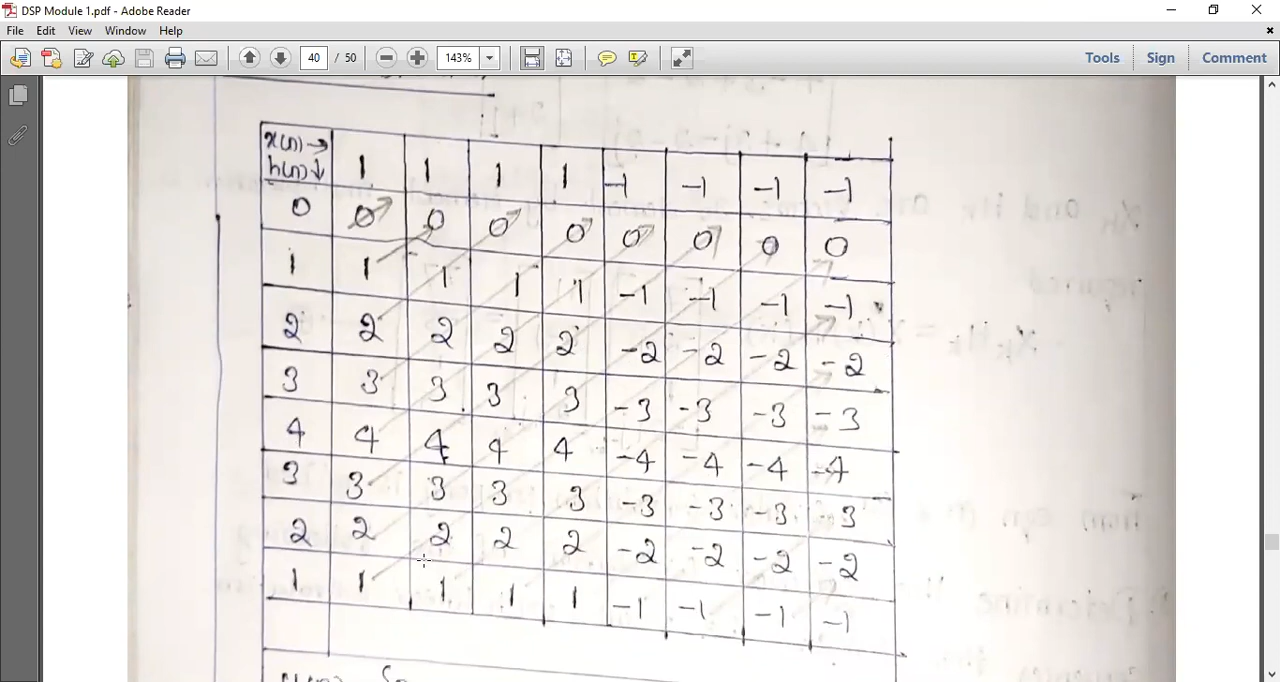 DSP Module 1.pdf - Adobe Reader
File Edit View Window Help
40 / 50 143% Tools Sign Comment
x(n) → 1 1 1 1 -1 -1 -1 -1
h(n) ↓
0 0 0 0 0 0 0 0 0
1 1 1 1 1 -1 -1 -1 -1
2 2 2 2 2 -2 -2 -2 -2
3 3 3 3 3 -3 -3 -3 -3
4 4 4 4 4 -4 -4 -4 -4
3 3 3 3 3 -3 -3 -3 -3
2 2 2 2 2 -2 -2 -2 -2
1 1 1 1 1 -1 -1 -1 -1